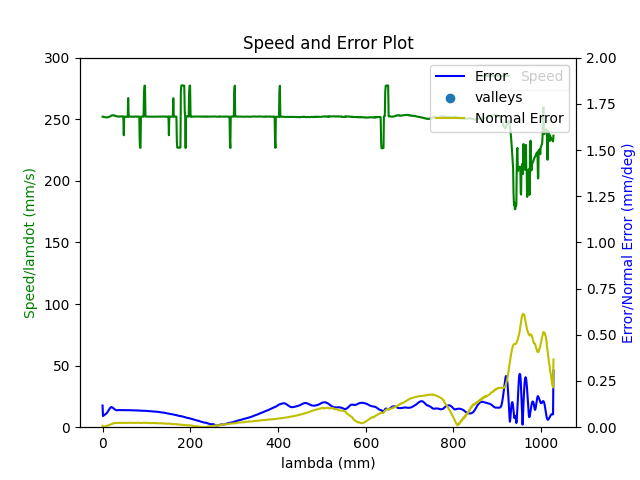 Speed and Error Plot
300
250
200
150
100
50
0
Speed/lamdot (mm/s)
2.00
1.75
1.50
1.25
1.00
0.75
0.50
0.25
0.00
Error/Normal Error (mm/deg)
Error
Speed
valleys
Normal Error
0
200
400
600
800
1000
lambda (mm)